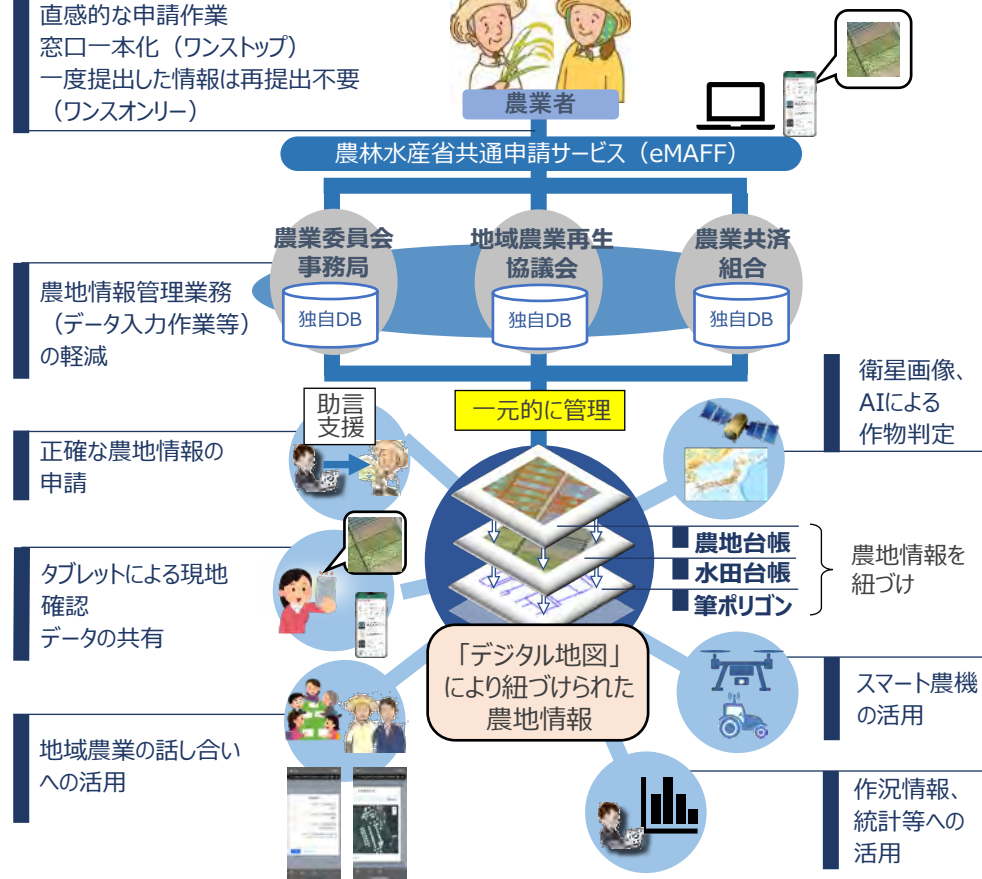 直感的な申請作業
窓口一本化（ワンストップ）
一度提出した情報は再提出不要
（ワンスオンリー）
農業者
農林水産省共通申請サービス（eMAFF）
農業委員会
事務局
独自DB
地域農業再生
協議会
独自DB
農業共済
組合
独自DB
農地情報管理業務
（データ入力作業等）
の軽減
助言
支援
一元的に管理
衛星画像、
AIによる
作物判定
正確な農地情報の
申請
農地台帳
水田台帳
筆ポリゴン
農地情報を
紐づけ
タブレットによる現地
確認
データの共有
「デジタル地図」
により紐づけられた
農地情報
スマート農機
の活用
地域農業の話し合い
への活用
作況情報、
統計等への
活用